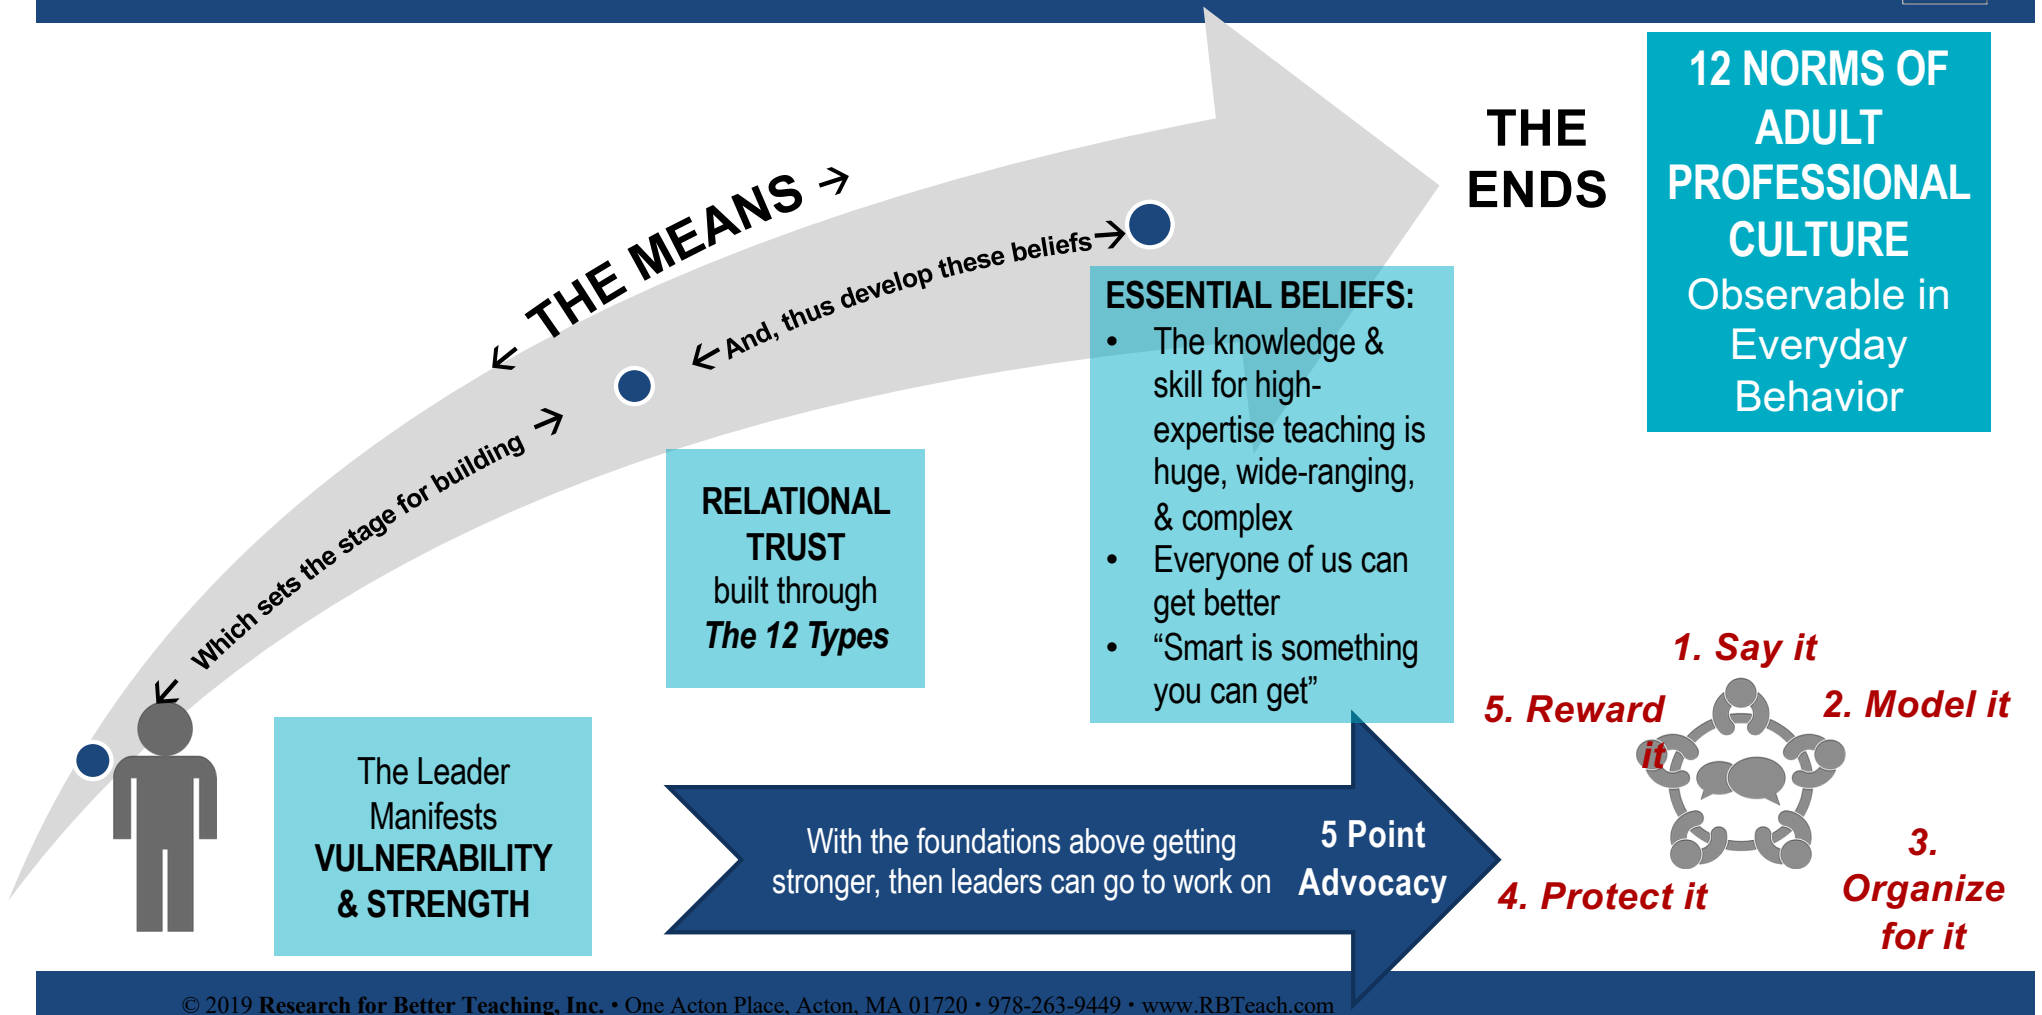 ← THE MEANS →
THE
ENDS
12 NORMS OF
ADULT
PROFESSIONAL
CULTURE
Observable in
Everyday
Behavior
← Which sets the stage for building →
← And, thus develop these beliefs →
ESSENTIAL BELIEFS:
• The knowledge &
skill for high-
expertise teaching is
huge, wide-ranging,
& complex
• Everyone of us can
get better
• “Smart is something
you can get”
RELATIONAL
TRUST
built through
The 12 Types
The Leader
Manifests
VULNERABILITY
& STRENGTH
With the foundations above getting
stronger, then leaders can go to work on
5 Point
Advocacy
1. Say it
2. Model it
3.
Organize
for it
4. Protect it
5. Reward
it
© 2019 Research for Better Teaching, Inc. • One Acton Place, Acton, MA 01720 • 978-263-9449 • www.RBTeach.com